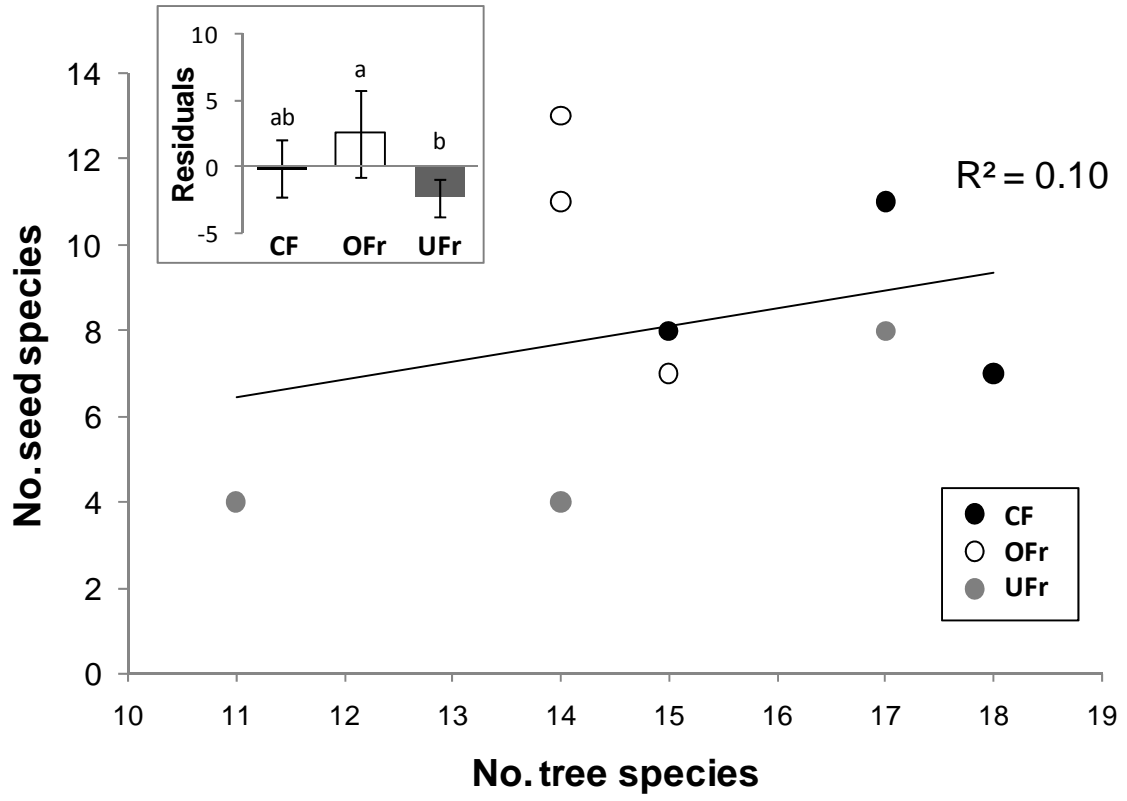 10
5
0
-5
Residuals
ab
a
b
CF OFr UFr
14
12
10
8
6
4
2
0
No. seed species
R² = 0.10
CF
OFr
UFr
10 11 12 13 14 15 16 17 18 19
No. tree species